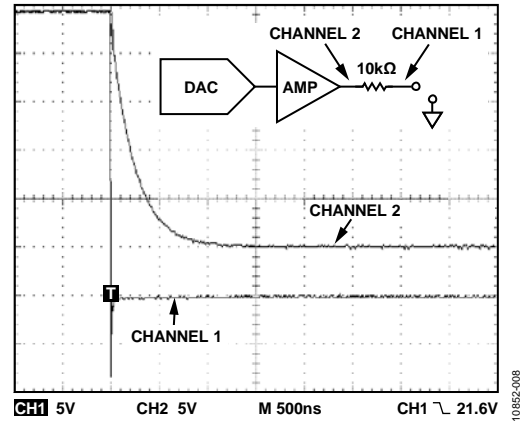 CHANNEL 2 CHANNEL 1
10kΩ
DAC AMP
CHANNEL 2
T
CHANNEL 1
CH1 5V CH2 5V M 500ns CH1 21.6V
10852-008